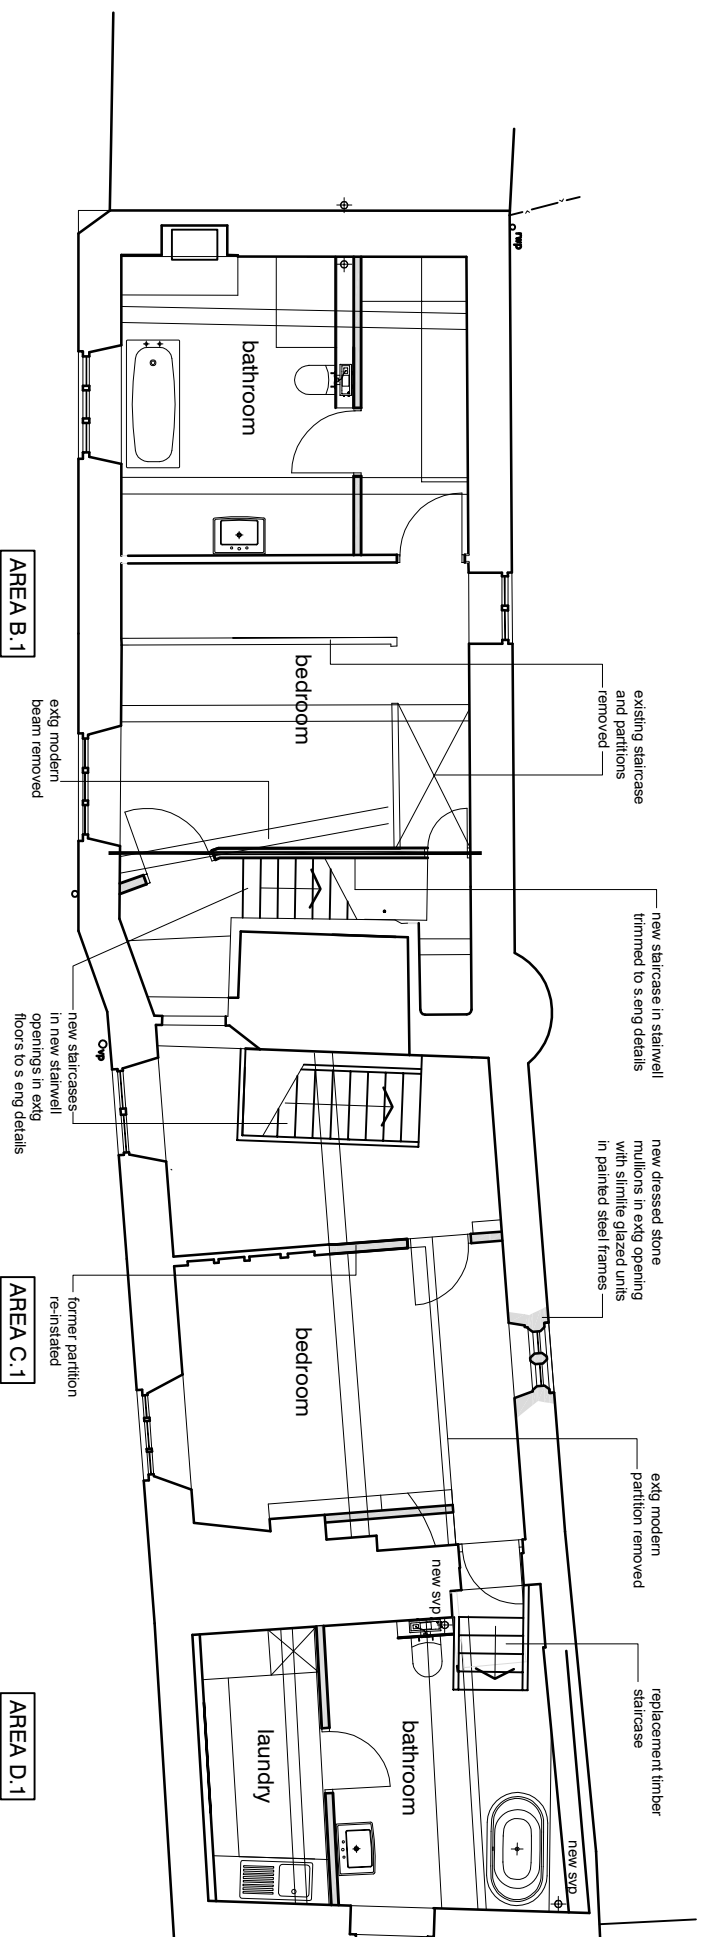 rwp
existing staircase
and partitions
removed
new staircase in stairwell
trimmed to s.eng details
new dressed stone
mullions in extg opening
with slimlite glazed units
in painted steel frames
extg modern
partition removed
replacement timber
staircase
bathroom
bedroom
bedroom
new svp
bathroom
laundry
new svp
extg modern
beam removed
vp
new staircases
in new stairwell
openings in extg
floors to s eng details
former partition
re-instated
AREA B.1
AREA C.1
AREA D.1